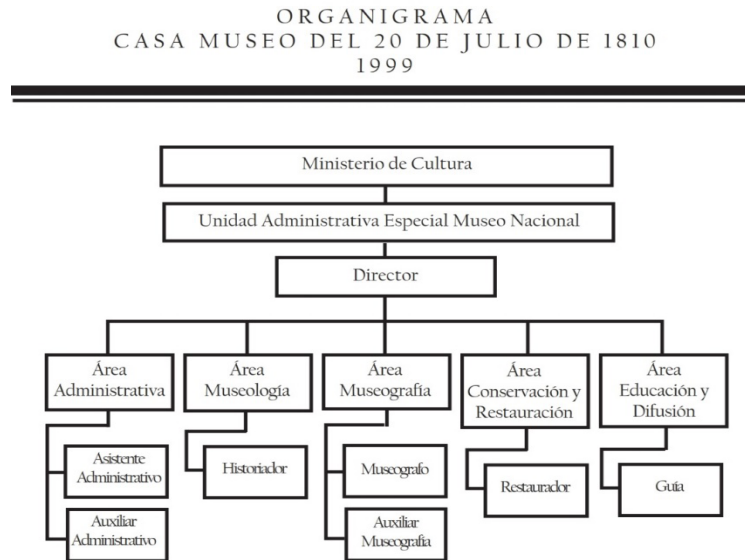 ORGANIGRAMA
CASA MUSEO DEL 20 DE JULIO DE 1810
1999
Ministerio de Cultura
Unidad Administrativa Especial Museo Nacional
Director
Área
Administrativa
Área
Museología
Área
Museografía
Área
Conservación y
Restauración
Área
Educación y
Difusión
Asistente
Administrativo
Historiador
Museografo
Restaurador
Guía
Auxiliar
Administrativo
Auxiliar
Museografía